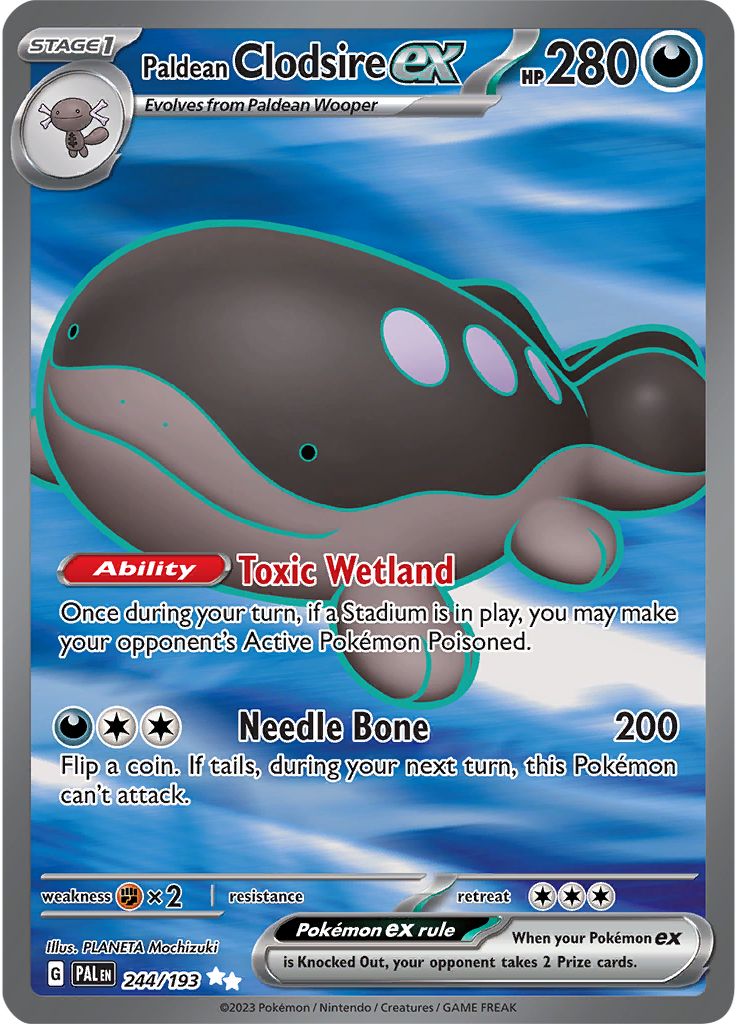 STAGE1
Paldean Clodsire ex
HP 280
Evolves from Paldean Wooper
Ability Toxic Wetland
Once during your turn, if a Stadium is in play, you may make
your opponent's Active Pokémon Poisoned.
Needle Bone 200
Flip a coin. If tails, during your next turn, this Pokémon
can't attack.
weakness ×2 resistance retreat
Illus. PLANETA Mochizuki
Pokémon ex rule When your Pokémon ex
is Knocked Out, your opponent takes 2 Prize cards.
G PAL EN 244/193
©2023 Pokémon / Nintendo / Creatures / GAME FREAK